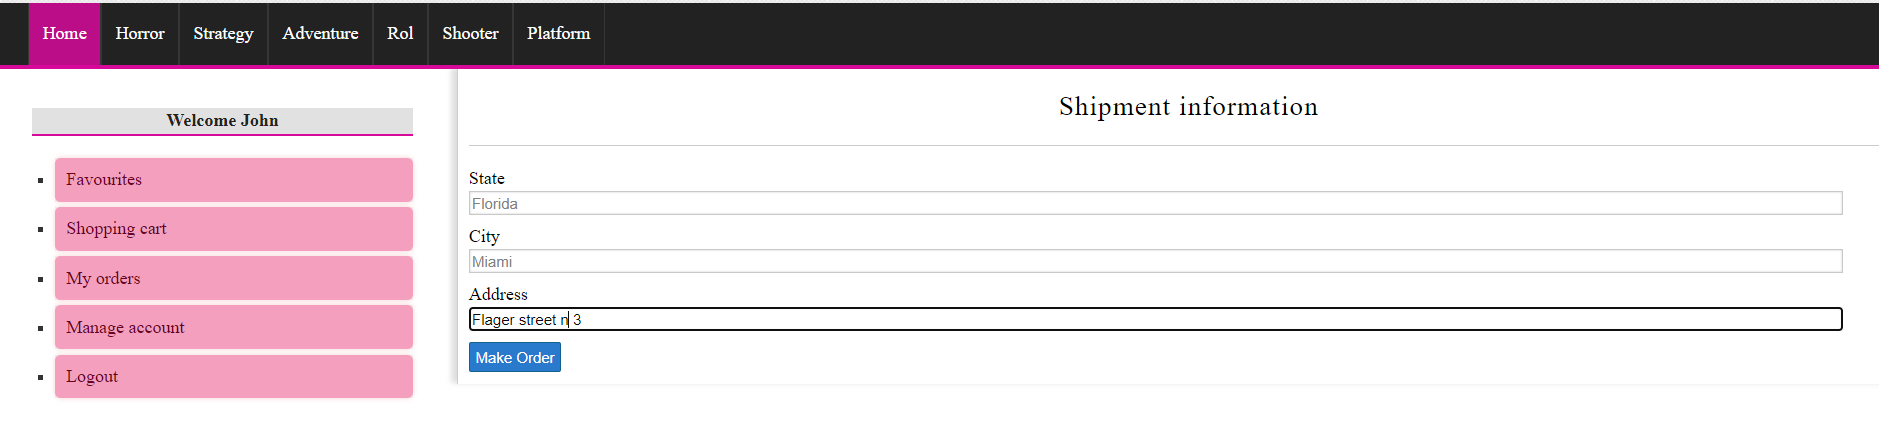 Home Horror Strategy Adventure Rol Shooter Platform
Welcome John
Favourites
Shopping cart
My orders
Manage account
Logout
Shipment information
State
Florida
City
Miami
Address
Flager street n 3
Make Order